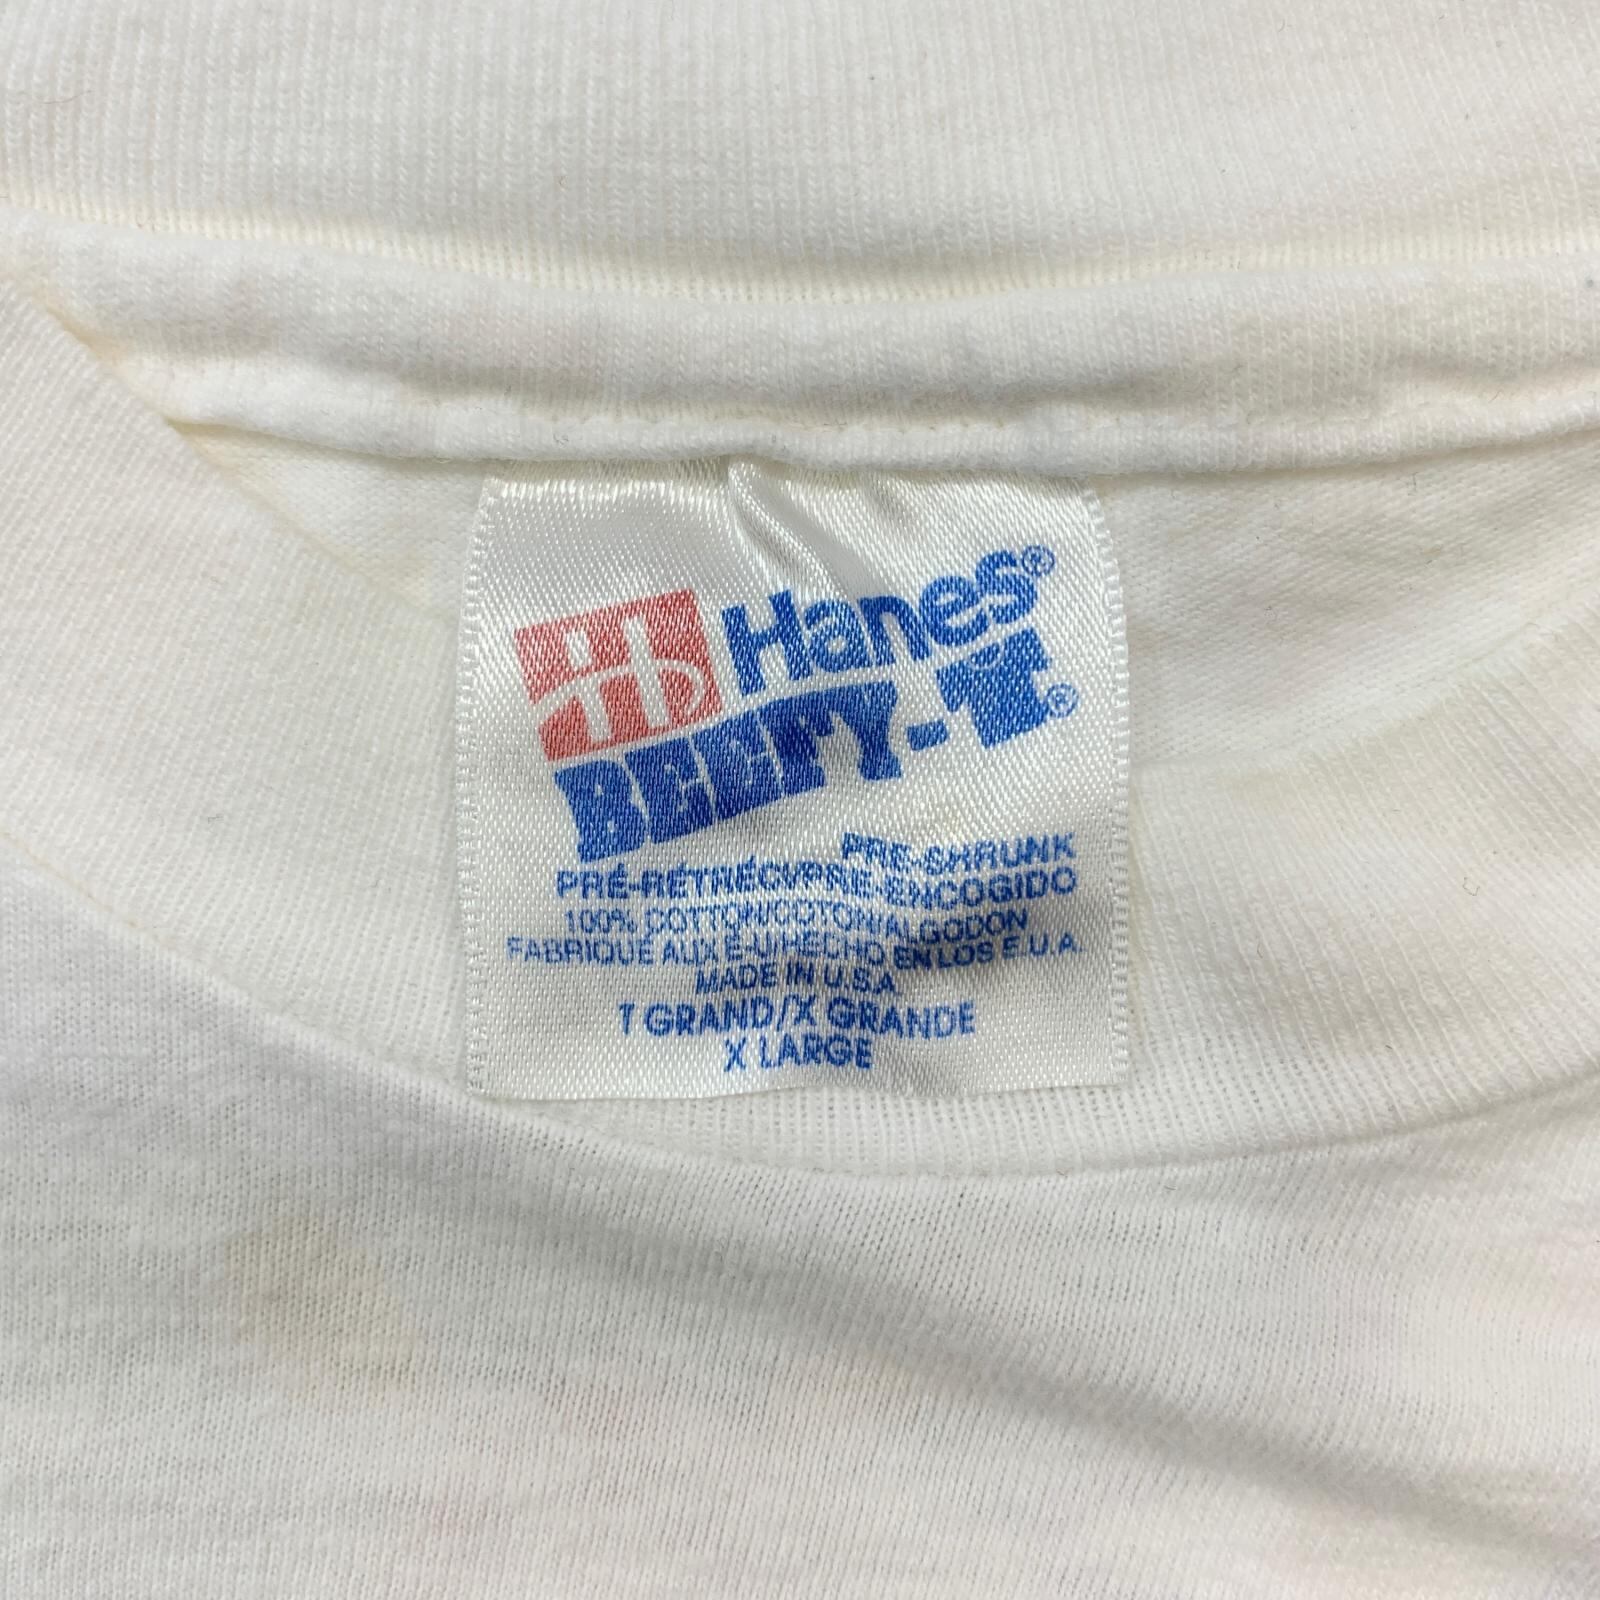 Hanes®
BEEFY-T®
PRE-SHRUNK
PRÉ-RÉTRÉCI/PRE-ENCOGIDO
100% COTTON/COTON/ALGODON
FABRIQUÉ AUX É-U/HECHO EN LOS E.U.A.
MADE IN U.S.A.
T GRAND/X GRANDE
X LARGE